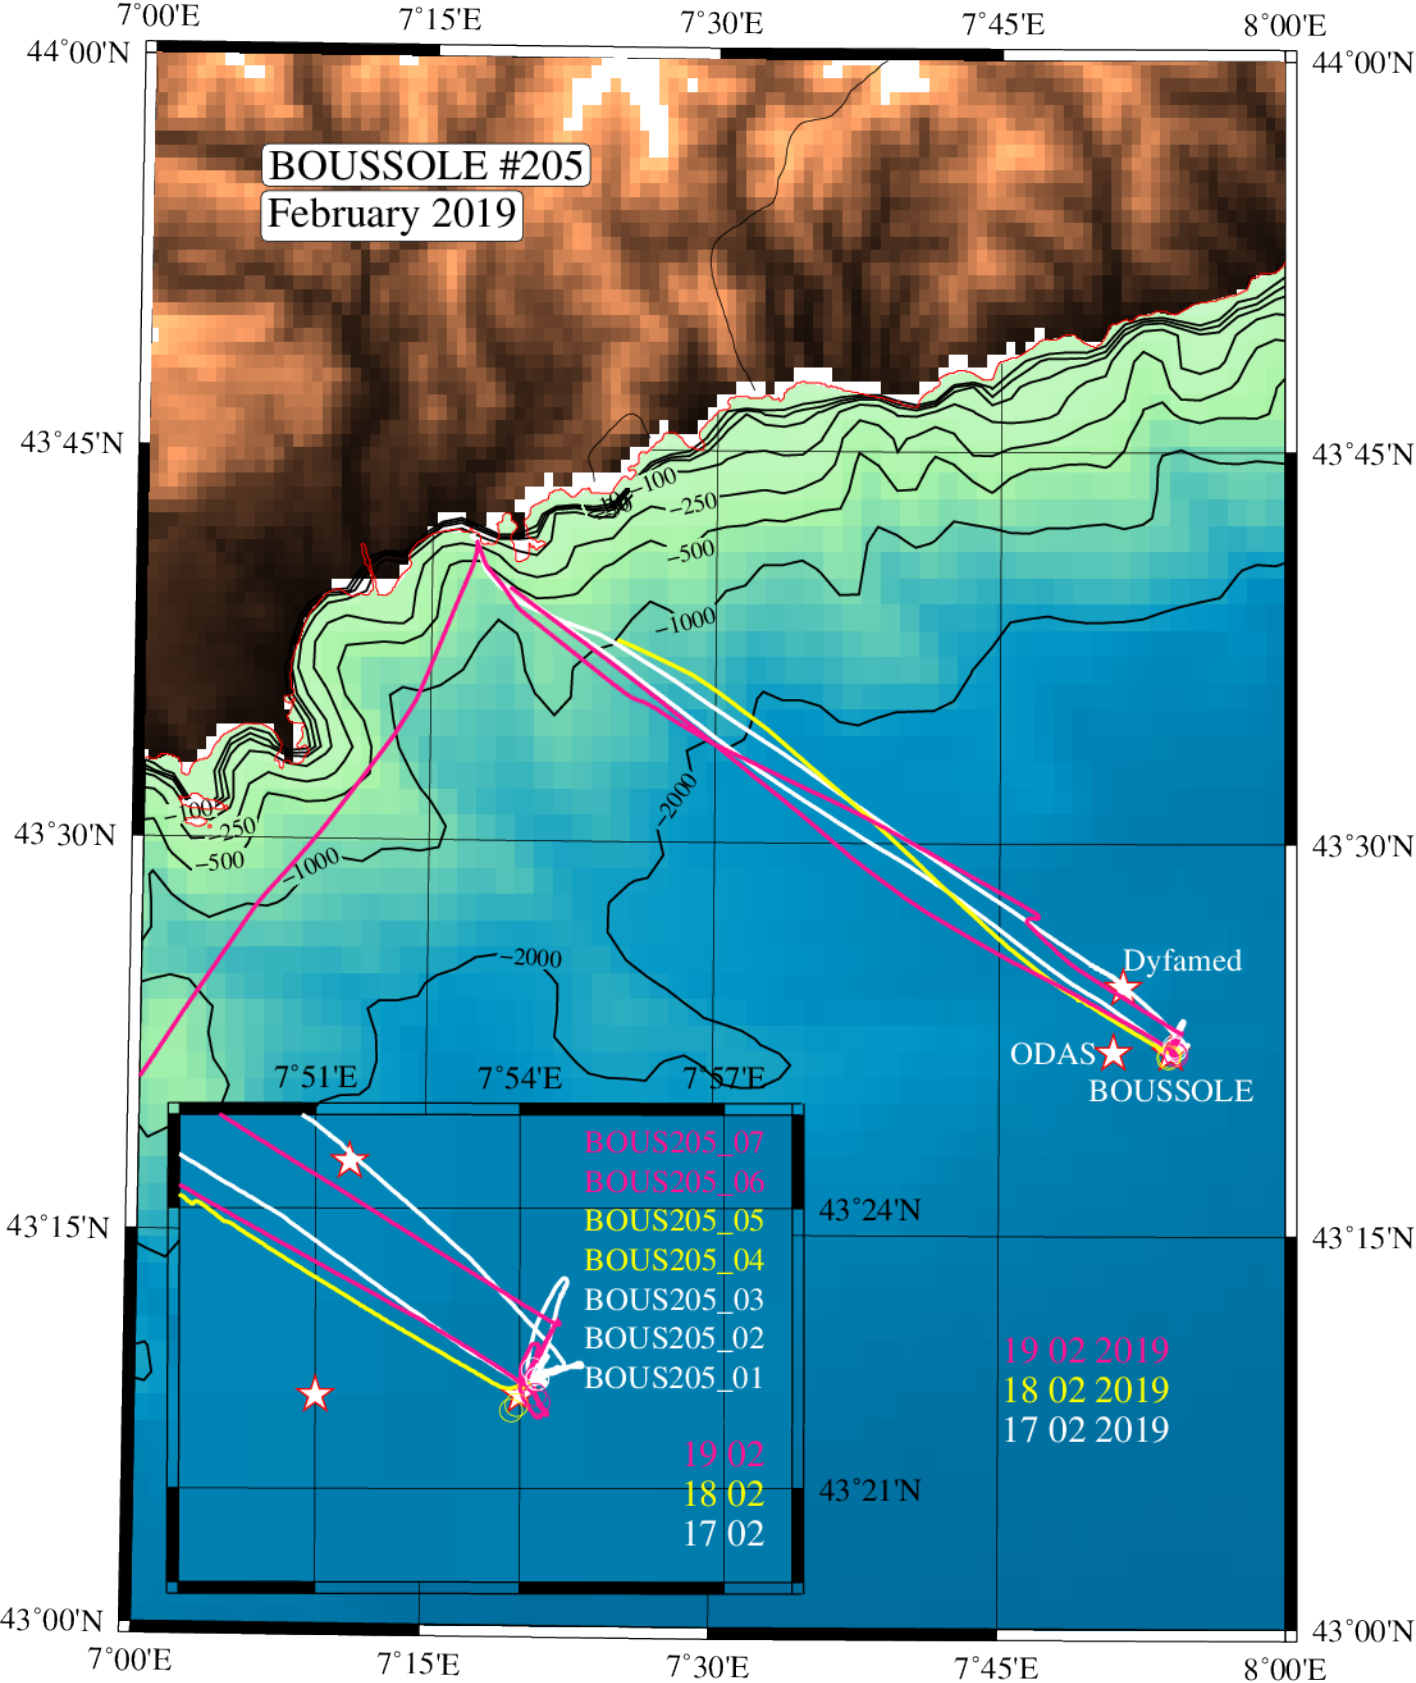 7°00'E 7°15'E 7°30'E 7°45'E 8°00'E
44°00'N 44°00'N
BOUSSOLE #205
February 2019
43°45'N 43°45'N
-100
-250
-500
-1000
-2000
43°30'N 43°30'N
-100
-250
-500
-1000
-2000
Dyfamed
ODAS
BOUSSOLE
7°51'E 7°54'E 7°57'E
BOUS205_07
BOUS205_06
BOUS205_05
BOUS205_04
BOUS205_03
BOUS205_02
BOUS205_01
43°24'N
43°15'N 43°15'N
19 02 2019
18 02 2019
17 02 2019
19 02
18 02
17 02
43°21'N
43°00'N 43°00'N
7°00'E 7°15'E 7°30'E 7°45'E 8°00'E